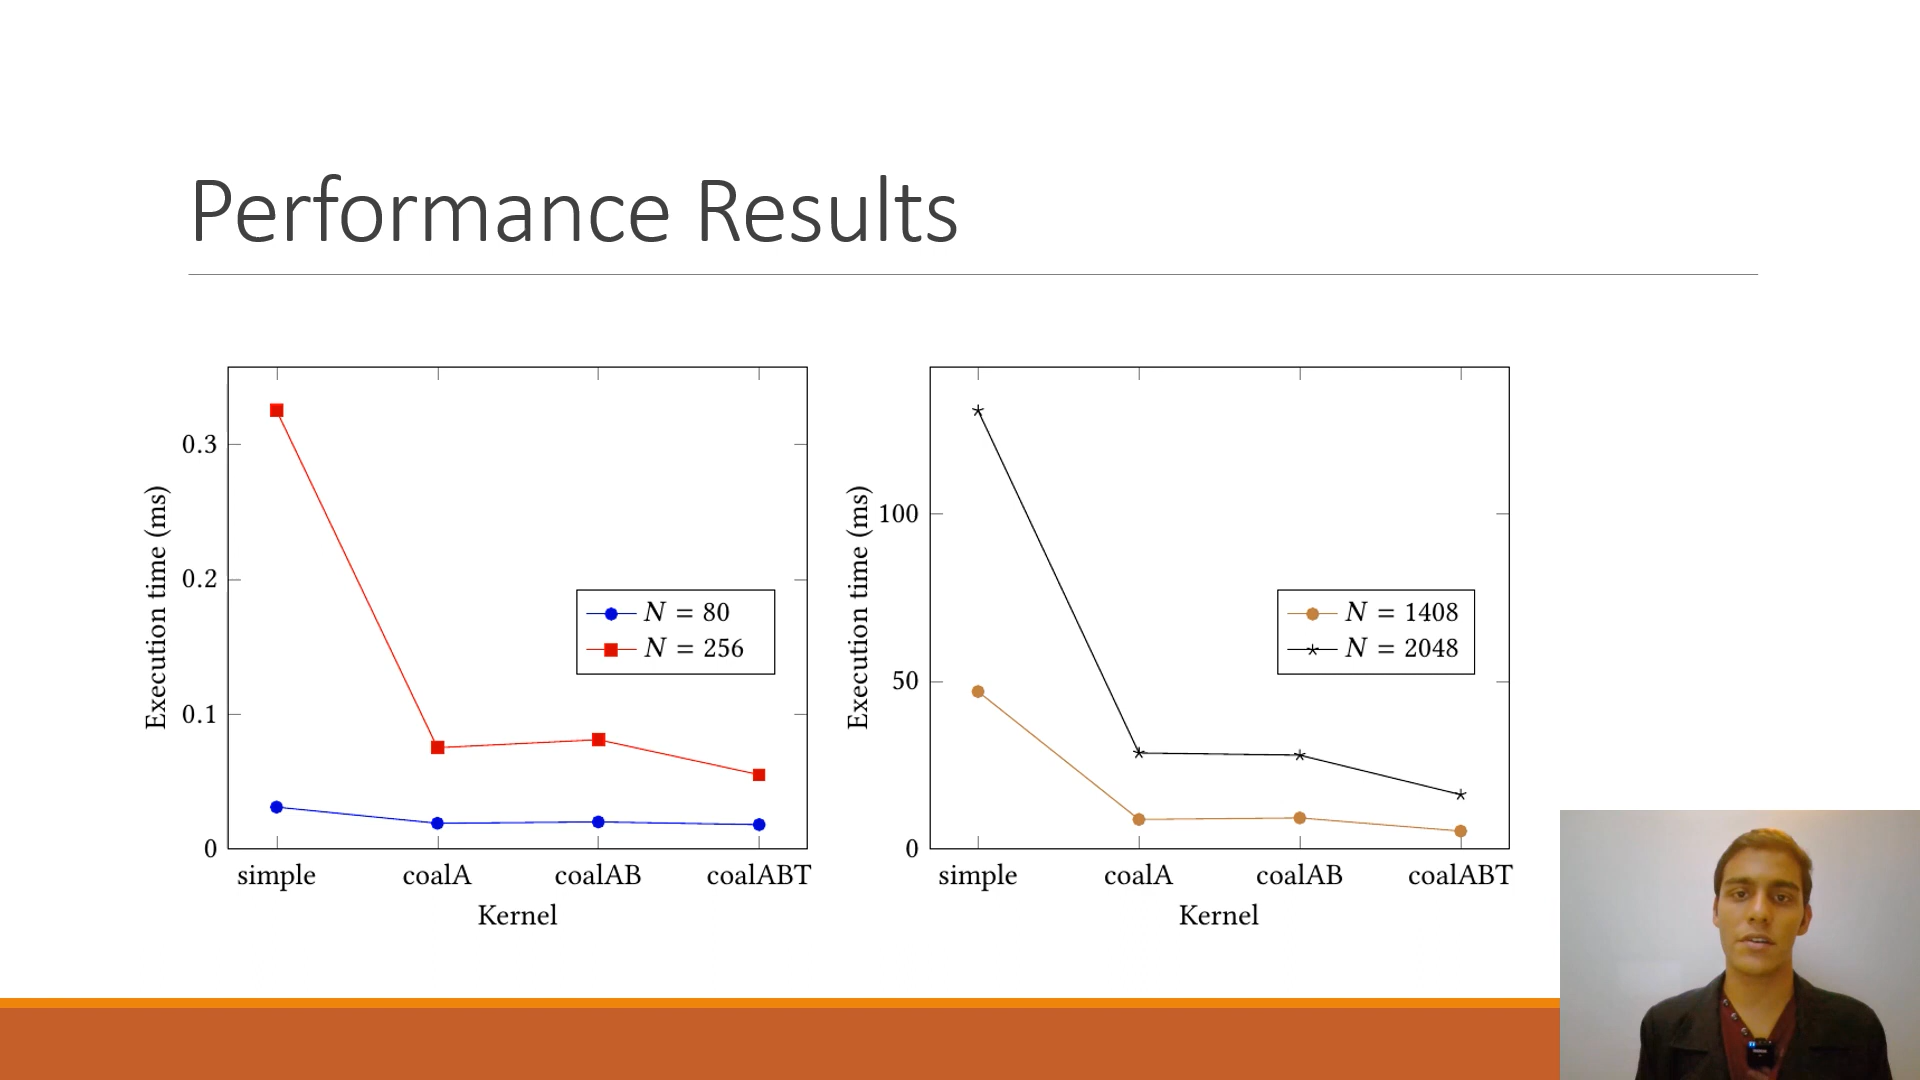 Performance Results
Execution time (ms)
0.3
0.2
0.1
0
simple coalA coalAB coalABT
Kernel
N = 80
N = 256
Execution time (ms)
100
50
0
simple coalA coalAB coalABT
Kernel
N = 1408
N = 2048